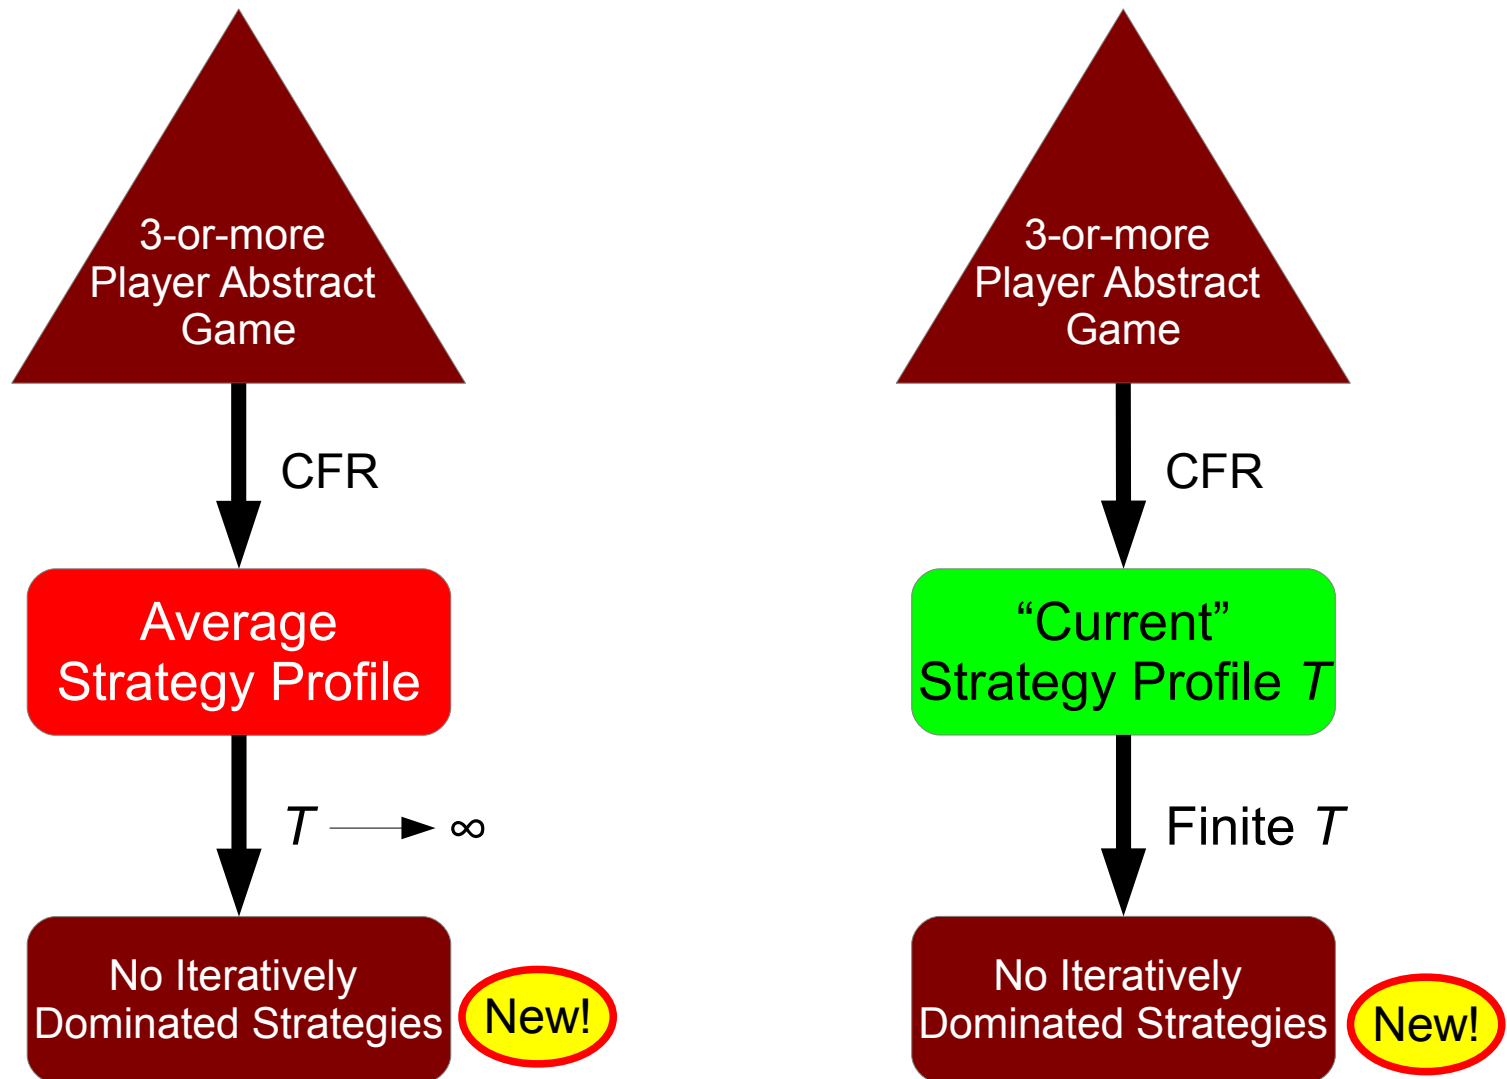 3-or-more
Player Abstract
Game
CFR
Average
Strategy Profile
T → ∞
No Iteratively
Dominated Strategies
New!
3-or-more
Player Abstract
Game
CFR
“Current”
Strategy Profile T
Finite T
No Iteratively
Dominated Strategies
New!